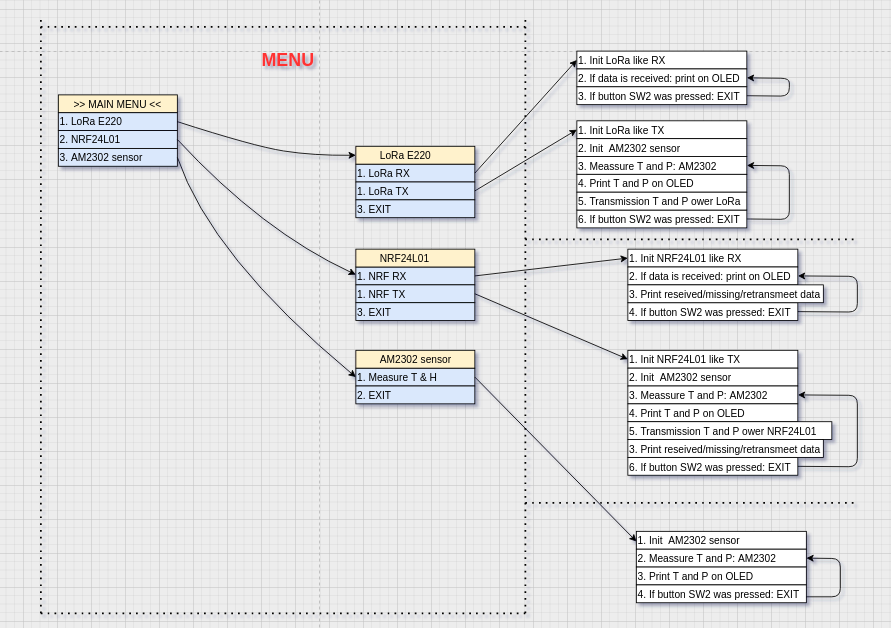 MENU
>> MAIN MENU <<
1. LoRa E220
2. NRF24L01
3. AM2302 sensor
LoRa E220
1. LoRa RX
1. LoRa TX
3. EXIT
NRF24L01
1. NRF RX
1. NRF TX
3. EXIT
AM2302 sensor
1. Measure T & H
2. EXIT
1. Init LoRa like RX
2. If data is received: print on OLED
3. If button SW2 was pressed: EXIT
1. Init LoRa like TX
2. Init AM2302 sensor
3. Meassure T and P: AM2302
4. Print T and P on OLED
5. Transmission T and P ower LoRa
6. If button SW2 was pressed: EXIT
1. Init NRF24L01 like RX
2. If data is received: print on OLED
3. Print reseived/missing/retransmeet data
4. If button SW2 was pressed: EXIT
1. Init NRF24L01 like TX
2. Init AM2302 sensor
3. Meassure T and P: AM2302
4. Print T and P on OLED
5. Transmission T and P ower NRF24L01
3. Print reseived/missing/retransmeet data
6. If button SW2 was pressed: EXIT
1. Init AM2302 sensor
2. Meassure T and P: AM2302
3. Print T and P on OLED
4. If button SW2 was pressed: EXIT